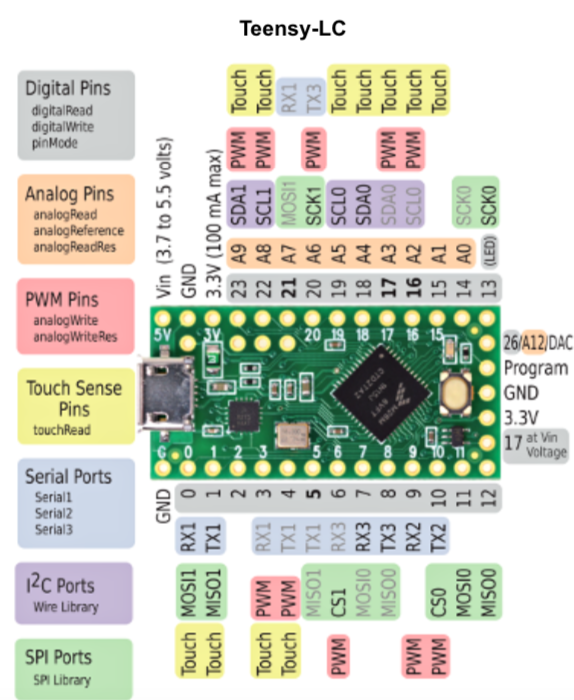 Teensy-LC
Digital Pins
digitalRead
digitalWrite
pinMode
Analog Pins
analogRead
analogReference
analogReadRes
PWM Pins
analogWrite
analogWriteRes
Touch Sense
Pins
touchRead
Serial Ports
Serial1
Serial2
Serial3
I²C Ports
Wire Library
SPI Ports
SPI Library
Touch Touch RX1 TX3 Touch Touch Touch Touch Touch
PWM PWM PWM PWM PWM
SDA1 SCL1 MOSI1 SCK1 SCL0 SDA0 SDA0 SCL0 SCK0 SCK0
A9 A8 A7 A6 A5 A4 A3 A2 A1 A0 (LED)
Vin (3.7 to 5.5 volts) GND 3.3V (100 mA max) 23 22 21 20 19 18 17 16 15 14 13
5V 3V 20 19 18 17 16 15
26/A12/DAC
Program
GND
3.3V
17 at Vin
Voltage
G 0 1 2 3 4 5 6 7 8 9 10 11
GND 0 1 2 3 4 5 6 7 8 9 10 11 12
RX1 TX1 RX1 TX1 TX1 RX3 RX3 TX3 RX2 TX2
MOSI1 MISO1 PWM PWM MISO1 CS1 MOSI0 MISO0 CS0 MOSI0 MISO0
Touch Touch Touch Touch PWM PWM PWM